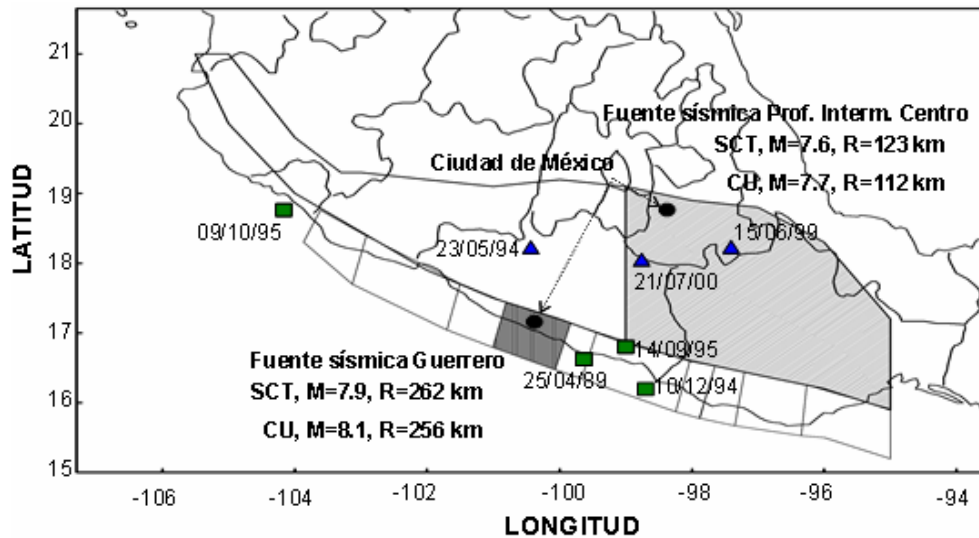 21
20
19
18
17
16
15
LATITUD
Fuente sísmica Prof. Interm. Centro
SCT, M=7.6, R=123 km
CU, M=7.7, R=112 km
Ciudad de México
09/10/95
23/05/94
15/06/99
21/07/00
14/09/95
25/04/89
10/12/94
Fuente sísmica Guerrero
SCT, M=7.9, R=262 km
CU, M=8.1, R=256 km
-106
-104
-102
-100
-98
-96
-94
LONGITUD